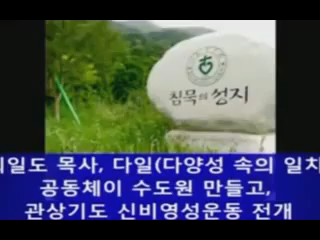 침묵의 성지
일도 목사, 다일(다양성 속의 일치
공동체이 수도원 만들고,
관상기도 신비영성운동 전개